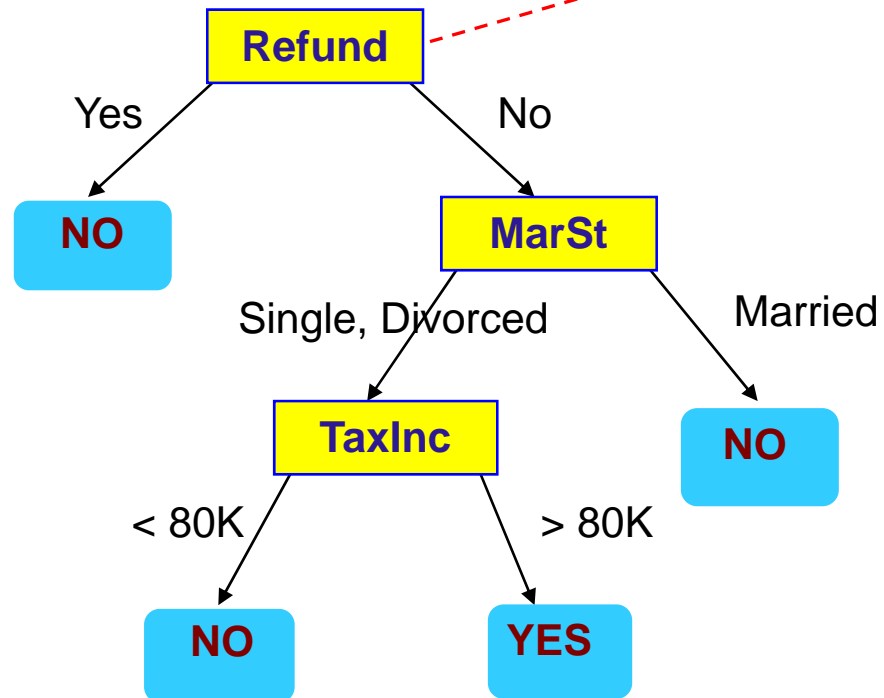 Refund
Yes
No
NO
MarSt
Single, Divorced
Married
TaxInc
NO
< 80K
> 80K
NO
YES